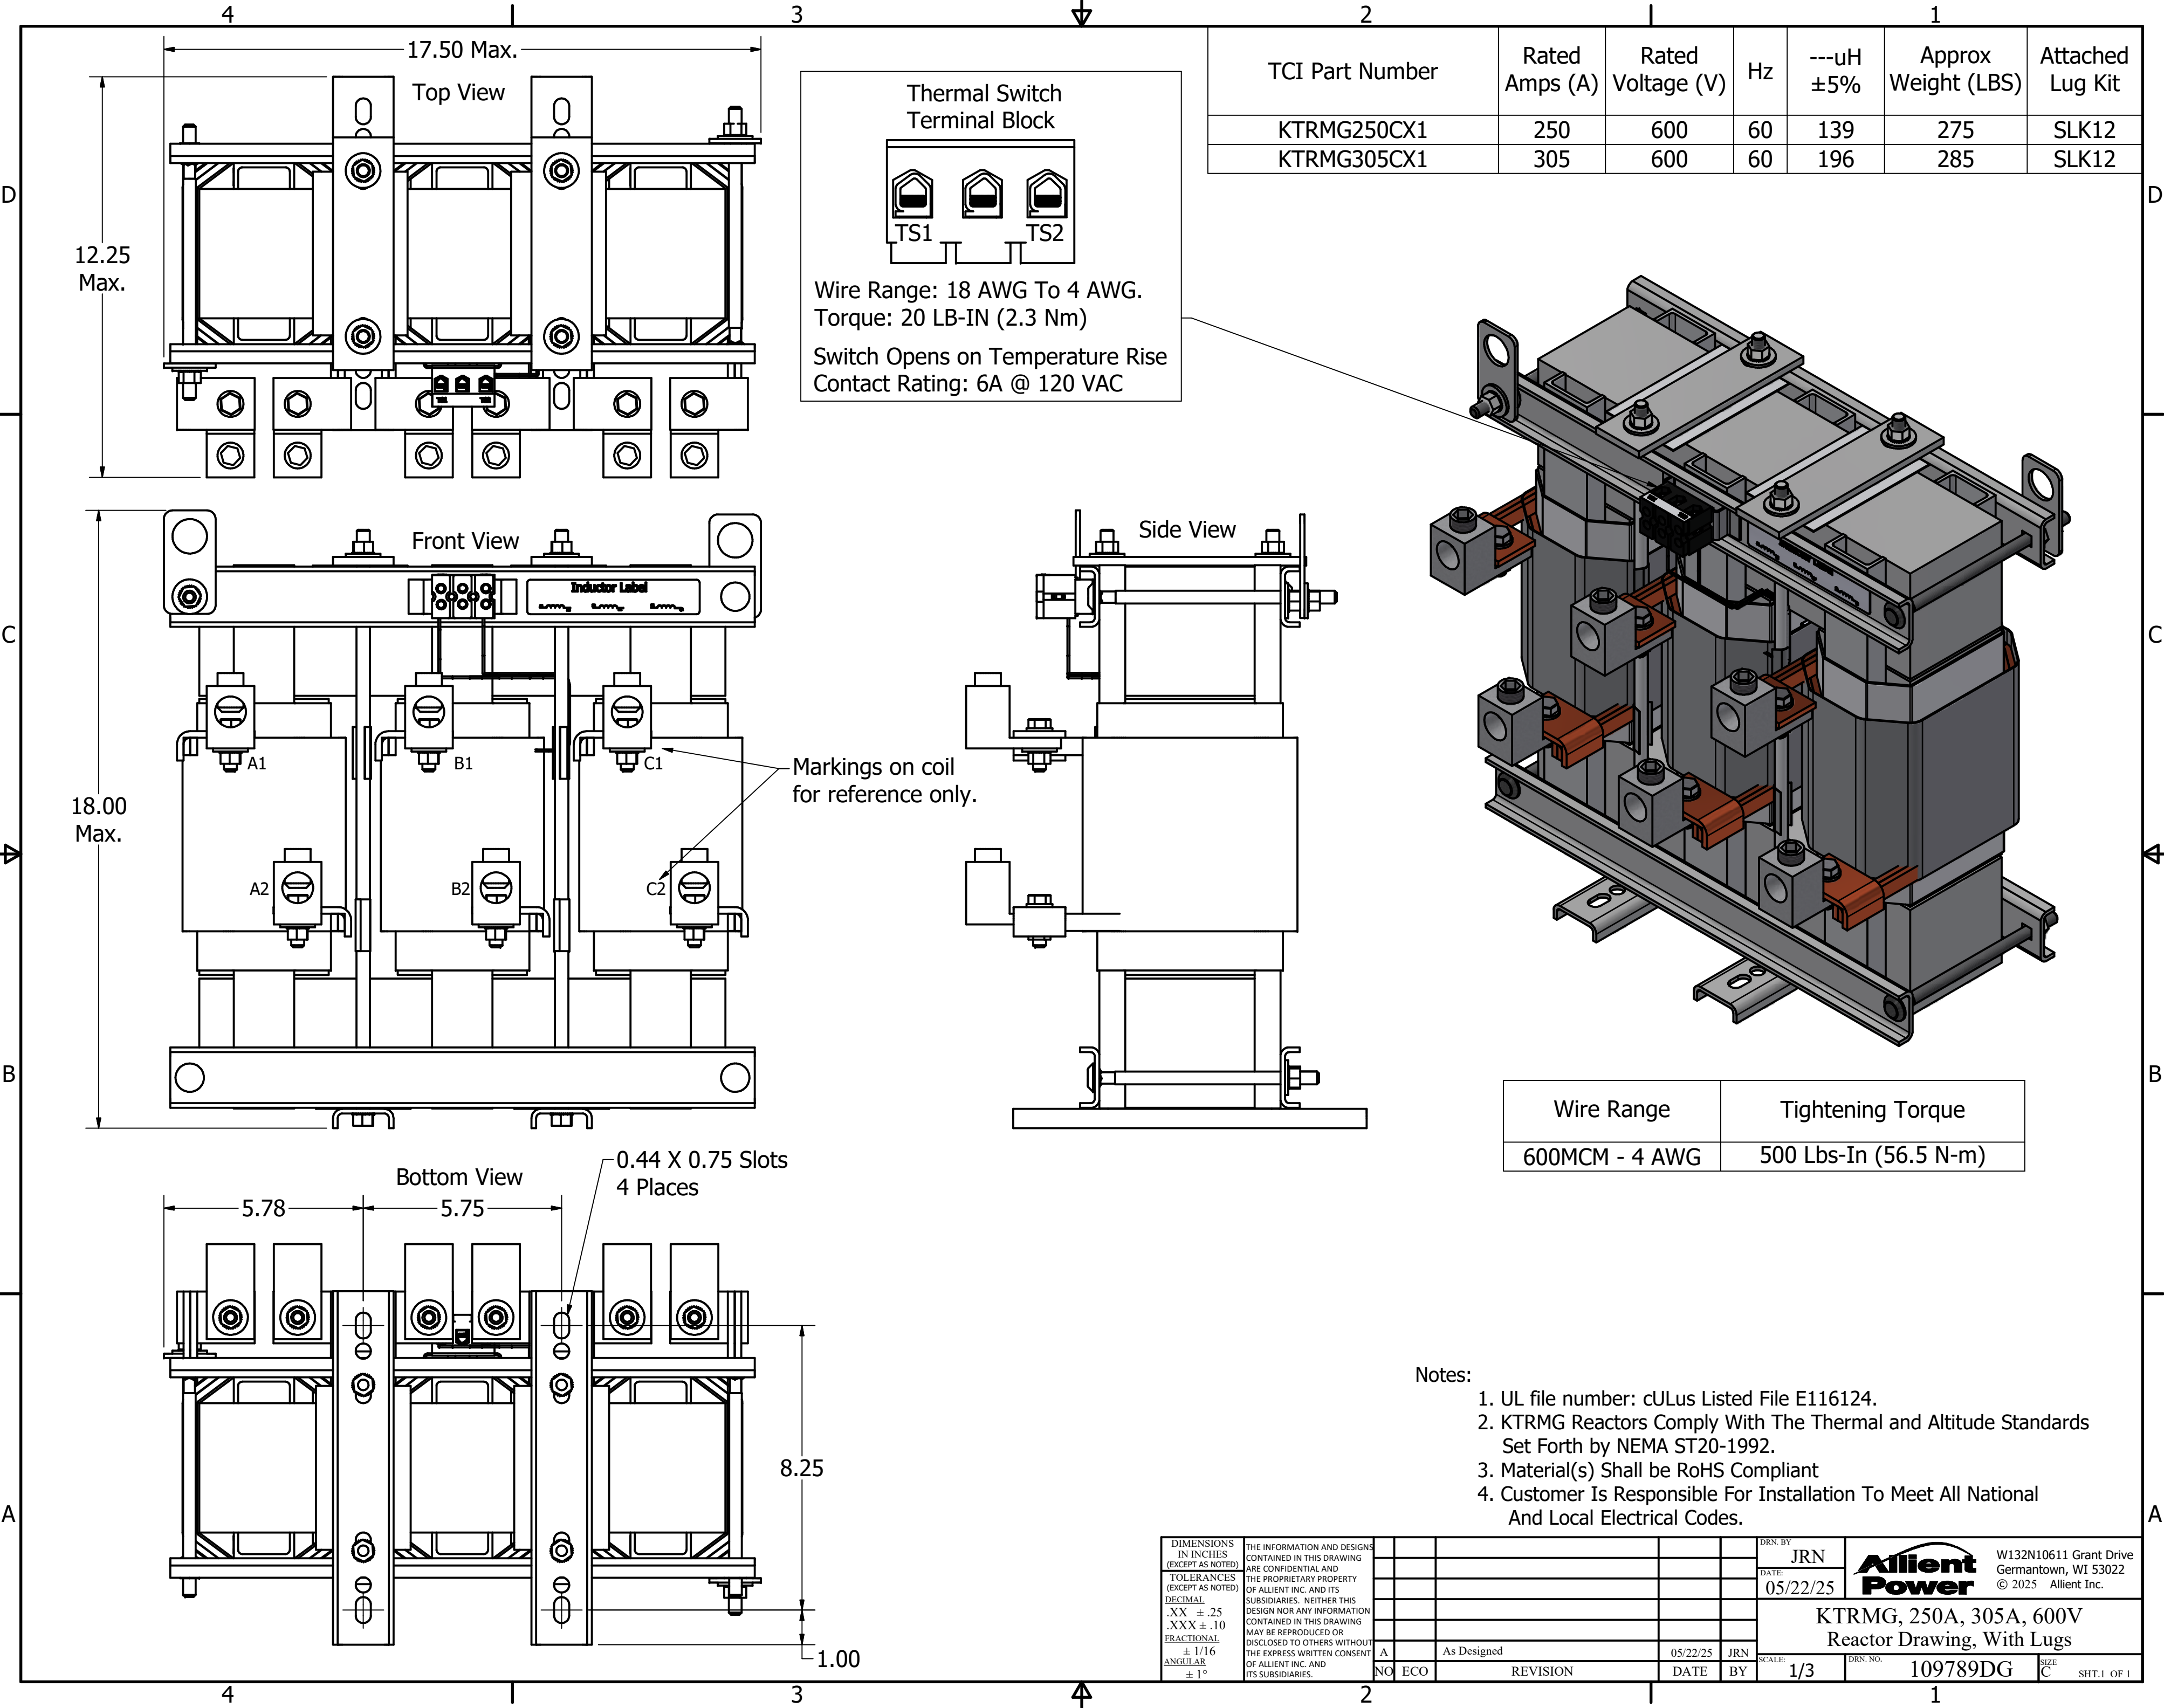 4
3
2
1
17.50 Max.
Top View
12.25
Max.
Thermal Switch
Terminal Block
TS1
TS2
Wire Range: 18 AWG To 4 AWG.
Torque: 20 LB-IN (2.3 Nm)
Switch Opens on Temperature Rise
Contact Rating: 6A @ 120 VAC
TCI Part Number Rated Amps (A) Rated Voltage (V) Hz ---uH ±5% Approx Weight (LBS) Attached Lug Kit
KTRMG250CX1 250 600 60 139 275 SLK12
KTRMG305CX1 305 600 60 196 285 SLK12
D
D
TS1
TS2
Front View
Inductor Label
Side View
C
C
A1
B1
C1
Markings on coil
for reference only.
18.00
Max.
A2
B2
C2
B
B
Wire Range Tightening Torque
600MCM - 4 AWG 500 Lbs-In (56.5 N-m)
Bottom View
0.44 X 0.75 Slots
4 Places
5.78
5.75
8.25
1.00
Notes:
1. UL file number: cULus Listed File E116124.
2. KTRMG Reactors Comply With The Thermal and Altitude Standards
Set Forth by NEMA ST20-1992.
3. Material(s) Shall be RoHS Compliant
4. Customer Is Responsible For Installation To Meet All National
And Local Electrical Codes.
A
A
DIMENSIONS
IN INCHES
(EXCEPT AS NOTED)
TOLERANCES
(EXCEPT AS NOTED)
DECIMAL
.XX ± .25
.XXX ± .10
FRACTIONAL
± 1/16
ANGULAR
± 1°
THE INFORMATION AND DESIGNS
CONTAINED IN THIS DRAWING
ARE CONFIDENTIAL AND
THE PROPRIETARY PROPERTY
OF ALLIENT INC. AND ITS
SUBSIDIARIES. NEITHER THIS
DESIGN NOR ANY INFORMATION
CONTAINED IN THIS DRAWING
MAY BE REPRODUCED OR
DISCLOSED TO OTHERS WITHOUT
THE EXPRESS WRITTEN CONSENT
OF ALLIENT INC. AND
ITS SUBSIDIARIES.
A As Designed 05/22/25 JRN
NO ECO REVISION DATE BY
DRN. BY
JRN
DATE:
05/22/25
Allient
Power
W132N10611 Grant Drive
Germantown, WI 53022
© 2025 Allient Inc.
KTRMG, 250A, 305A, 600V
Reactor Drawing, With Lugs
SCALE: 1/3
DRN. NO. 109789DG
SIZE C
SHT.1 OF 1
4
3
2
1